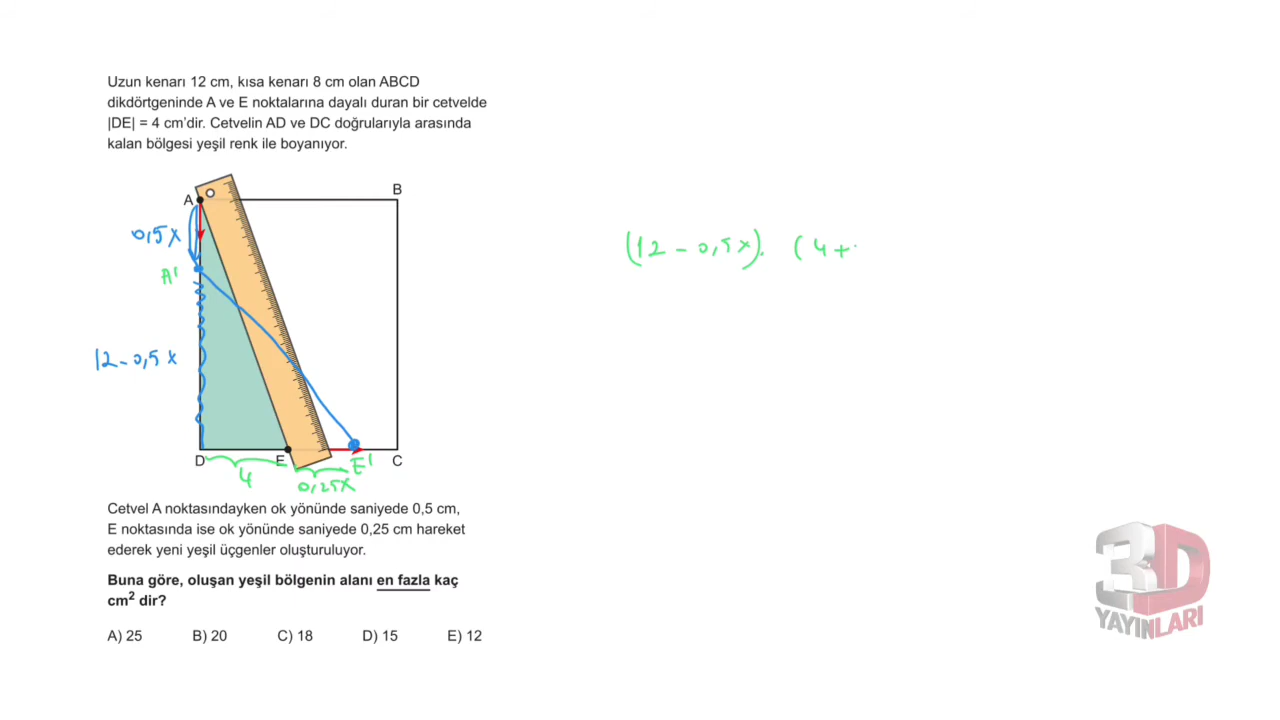 Uzun kenarı 12 cm, kısa kenarı 8 cm olan ABCD
dikdörtgeninde A ve E noktalarına dayalı duran bir cetvelde
|DE| = 4 cm'dir. Cetvelin AD ve DC doğrularıyla arasında
kalan bölgesi yeşil renk ile boyanıyor.
A
B
0,5x
A'
12-0,5x
(12-0,5x). (4+
D
E
E'
C
4
0,25x
Cetvel A noktasındayken ok yönünde saniyede 0,5 cm,
E noktasında ise ok yönünde saniyede 0,25 cm hareket
ederek yeni yeşil üçgenler oluşturuluyor.
Buna göre, oluşan yeşil bölgenin alanı en fazla kaç
cm² dir?
A) 25 B) 20 C) 18 D) 15 E) 12
3D
YAYINLARI